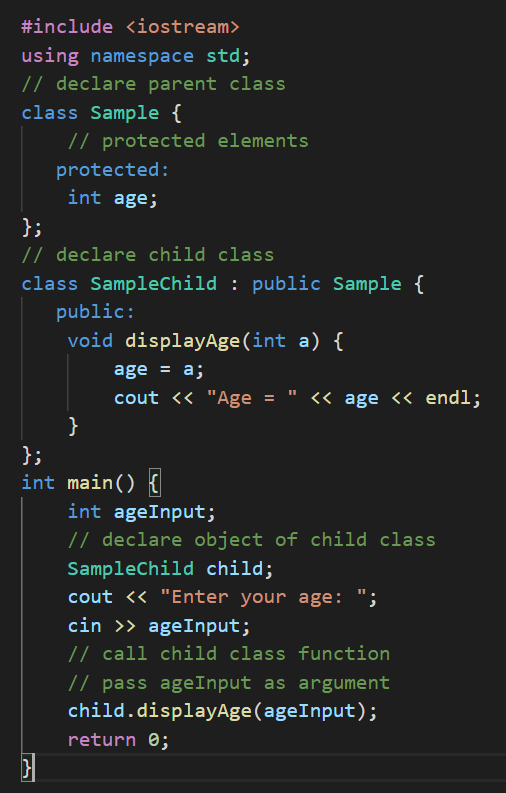 #include <iostream>
using namespace std;
// declare parent class
class Sample {
    // protected elements
   protected:
    int age;
};
// declare child class
class SampleChild : public Sample {
   public:
    void displayAge(int a) {
        age = a;
        cout << "Age = " << age << endl;
    }
};
int main() {
    int ageInput;
    // declare object of child class
    SampleChild child;
    cout << "Enter your age: ";
    cin >> ageInput;
    // call child class function
    // pass ageInput as argument
    child.displayAge(ageInput);
    return 0;
}